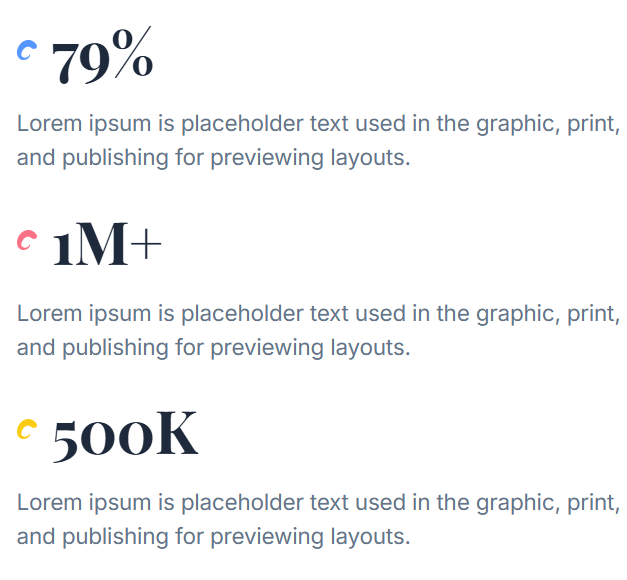 79%
Lorem ipsum is placeholder text used in the graphic, print,
and publishing for previewing layouts.
1M+
Lorem ipsum is placeholder text used in the graphic, print,
and publishing for previewing layouts.
500K
Lorem ipsum is placeholder text used in the graphic, print,
and publishing for previewing layouts.